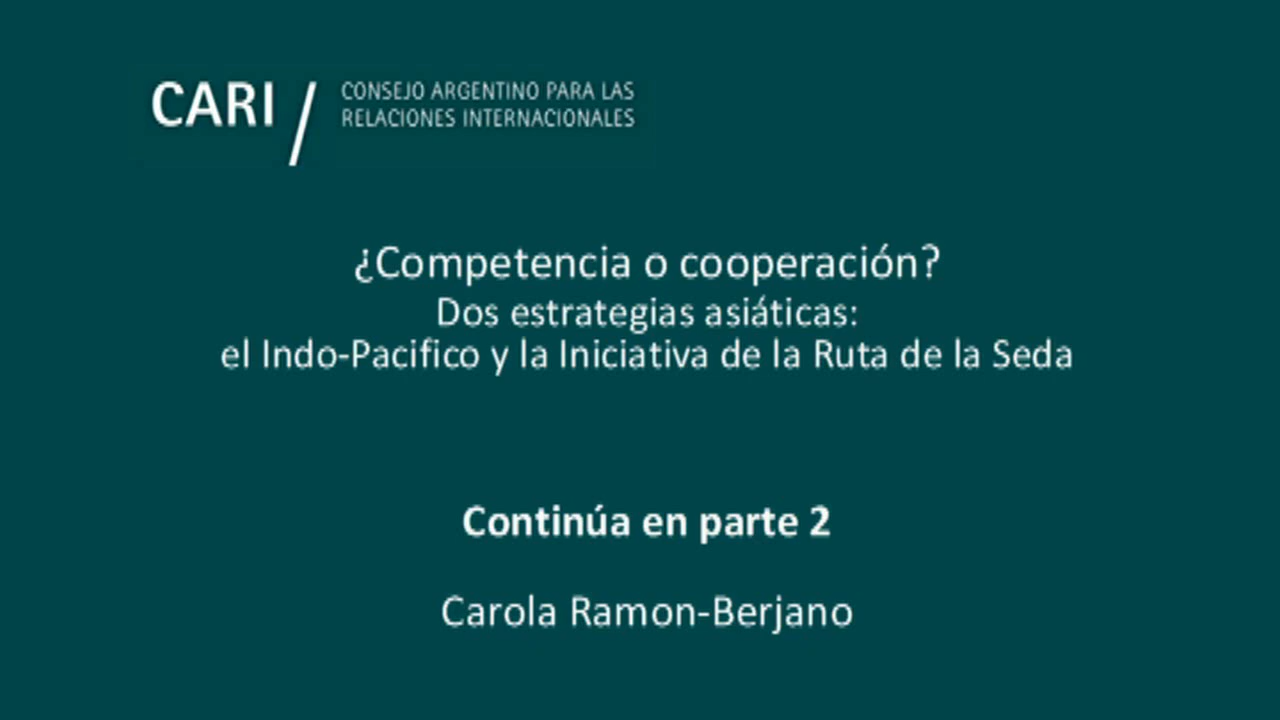 CARI
CONSEJO ARGENTINO PARA LAS
RELACIONES INTERNACIONALES
¿Competencia o cooperación?
Dos estrategias asiáticas:
el Indo-Pacifico y la Iniciativa de la Ruta de la Seda
Continúa en parte 2
Carola Ramon-Berjano